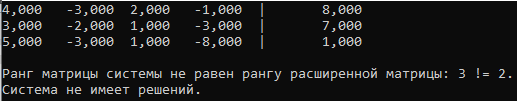 4,000 -3,000 2,000 -1,000 | 8,000
3,000 -2,000 1,000 -3,000 | 7,000
5,000 -3,000 1,000 -8,000 | 1,000
Ранг матрицы системы не равен рангу расширенной матрицы: 3 != 2.
Система не имеет решений.